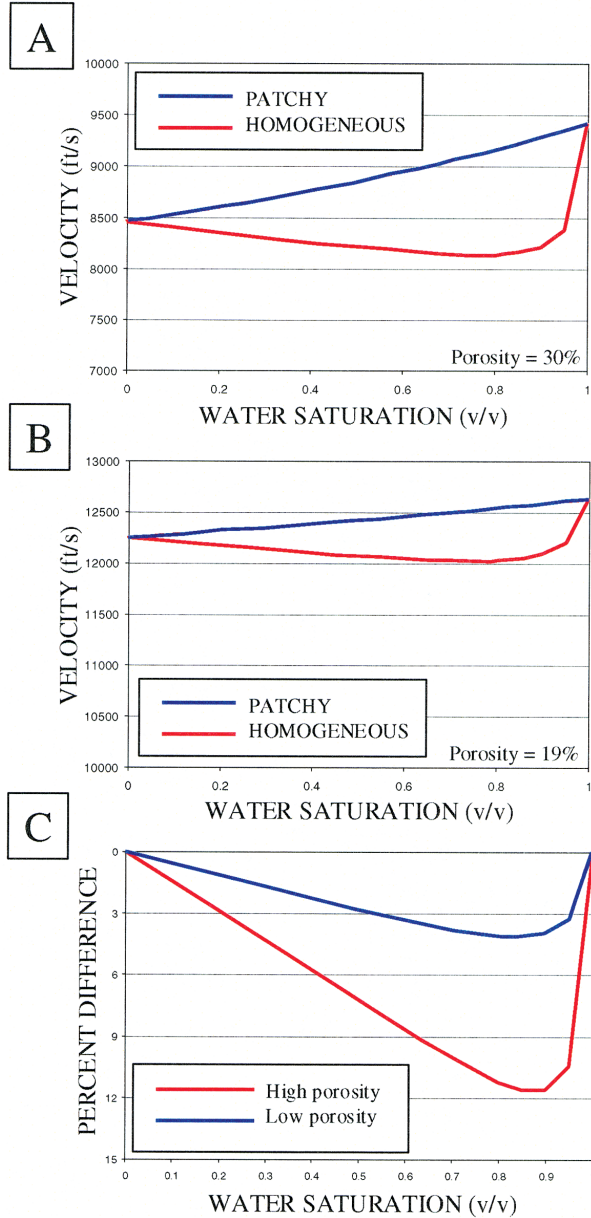 A
10000
9500
9000
8500
8000
7500
7000
VELOCITY (ft/s)
PATCHY
HOMOGENEOUS
Porosity = 30%
0 0.2 0.4 0.6 0.8 1
WATER SATURATION (v/v)
B
13000
12500
12000
11500
11000
10500
10000
VELOCITY (ft/s)
PATCHY
HOMOGENEOUS
Porosity = 19%
0 0.2 0.4 0.6 0.8 1
WATER SATURATION (v/v)
C
0
3
6
9
12
15
PERCENT DIFFERENCE
High porosity
Low porosity
0 0.1 0.2 0.3 0.4 0.5 0.6 0.7 0.8 0.9
WATER SATURATION (v/v)